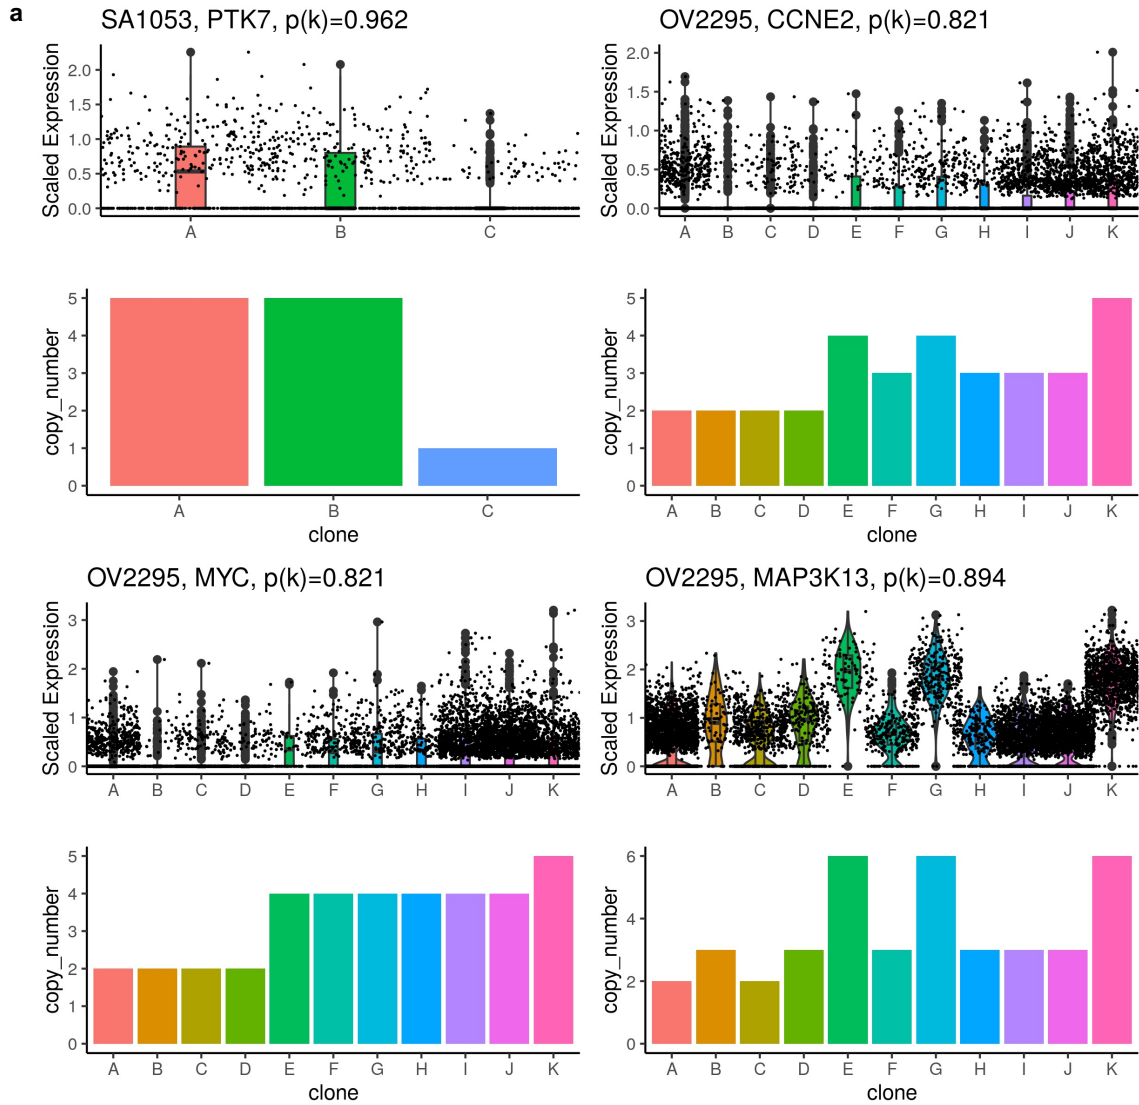 a
SA1053, PTK7, p(k)=0.962
Scaled Expression
2.0
1.5
1.0
0.5
0.0
A B C
copy_number
5
4
3
2
1
0
A B C
clone
OV2295, CCNE2, p(k)=0.821
Scaled Expression
2.0
1.5
1.0
0.5
0.0
A B C D E F G H I J K
copy_number
5
4
3
2
1
0
A B C D E F G H I J K
clone
OV2295, MYC, p(k)=0.821
Scaled Expression
3
2
1
0
A B C D E F G H I J K
copy_number
5
4
3
2
1
0
A B C D E F G H I J K
clone
OV2295, MAP3K13, p(k)=0.894
Scaled Expression
3
2
1
0
A B C D E F G H I J K
copy_number
6
4
2
0
A B C D E F G H I J K
clone